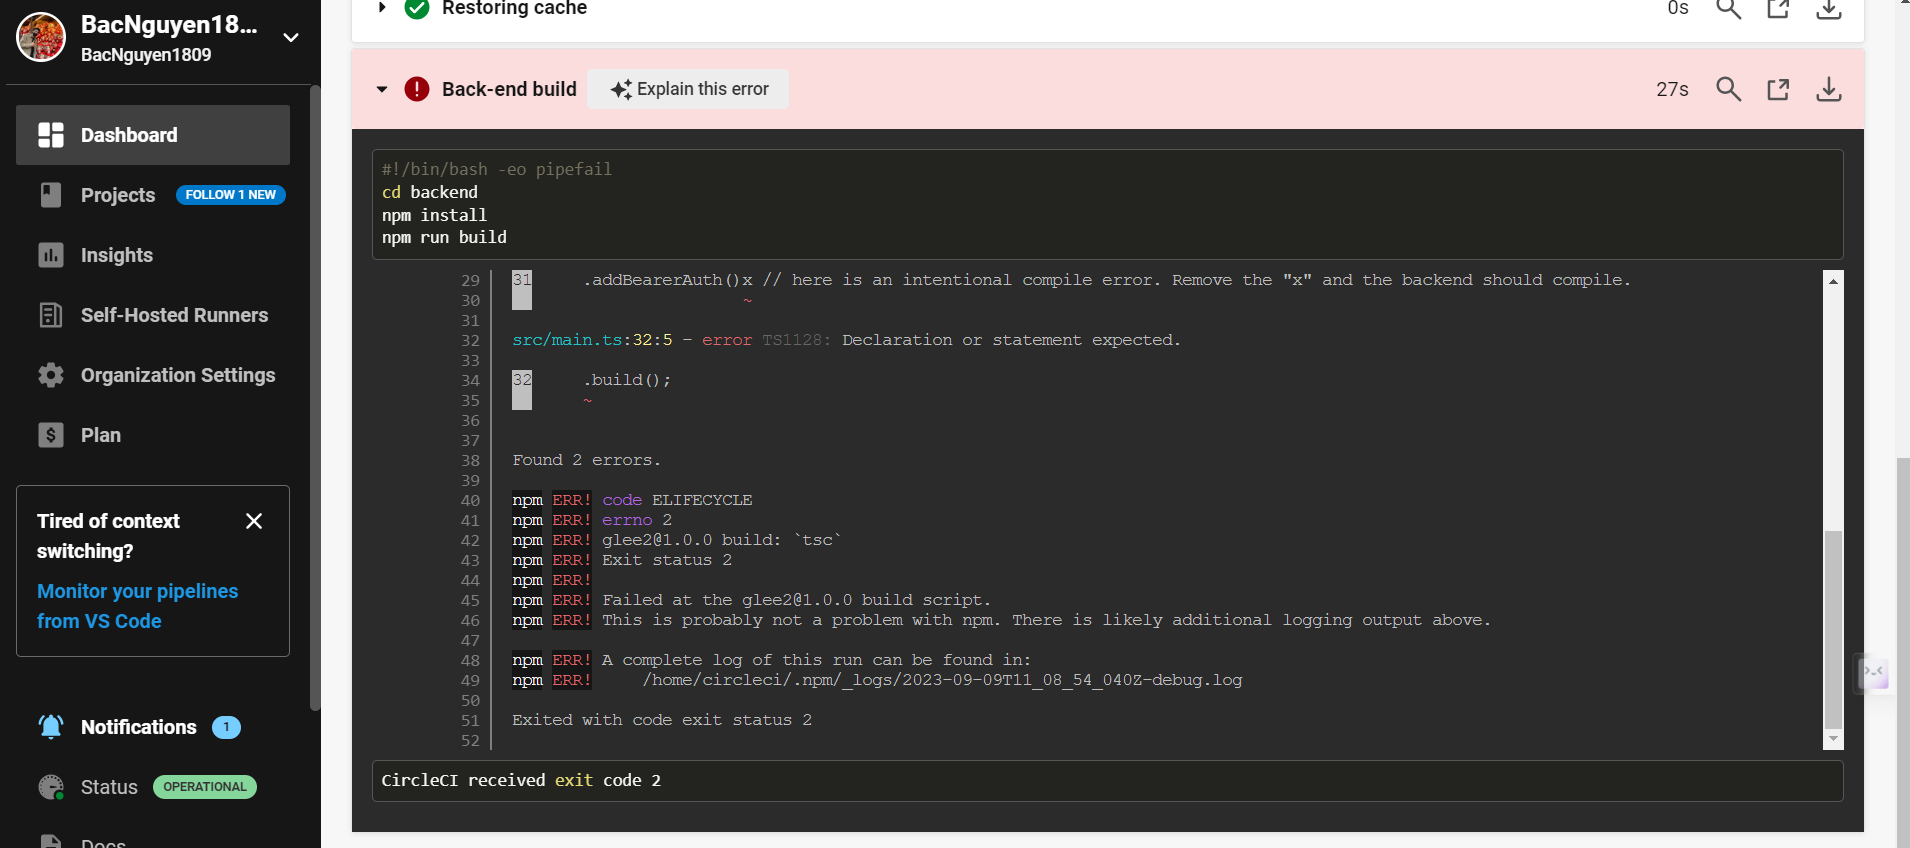 BacNguyen18...
BacNguyen1809
Dashboard
Projects FOLLOW 1 NEW
Insights
Self-Hosted Runners
Organization Settings
Plan
Tired of context
switching?
Monitor your pipelines
from VS Code
Notifications 1
Status OPERATIONAL
Docs
Restoring cache 0s
Back-end build Explain this error 27s
#!/bin/bash -eo pipefail
cd backend
npm install
npm run build
29 31 .addBearerAuth()x // here is an intentional compile error. Remove the "x" and the backend should compile.
30 ~
31
32 src/main.ts:32:5 - error TS1128: Declaration or statement expected.
33
34 32 .build();
35 ~
36
37
38 Found 2 errors.
39
40 npm ERR! code ELIFECYCLE
41 npm ERR! errno 2
42 npm ERR! glee2@1.0.0 build: `tsc`
43 npm ERR! Exit status 2
44 npm ERR!
45 npm ERR! Failed at the glee2@1.0.0 build script.
46 npm ERR! This is probably not a problem with npm. There is likely additional logging output above.
47
48 npm ERR! A complete log of this run can be found in:
49 npm ERR! /home/circleci/.npm/_logs/2023-09-09T11_08_54_040Z-debug.log
50
51 Exited with code exit status 2
52
CircleCI received exit code 2